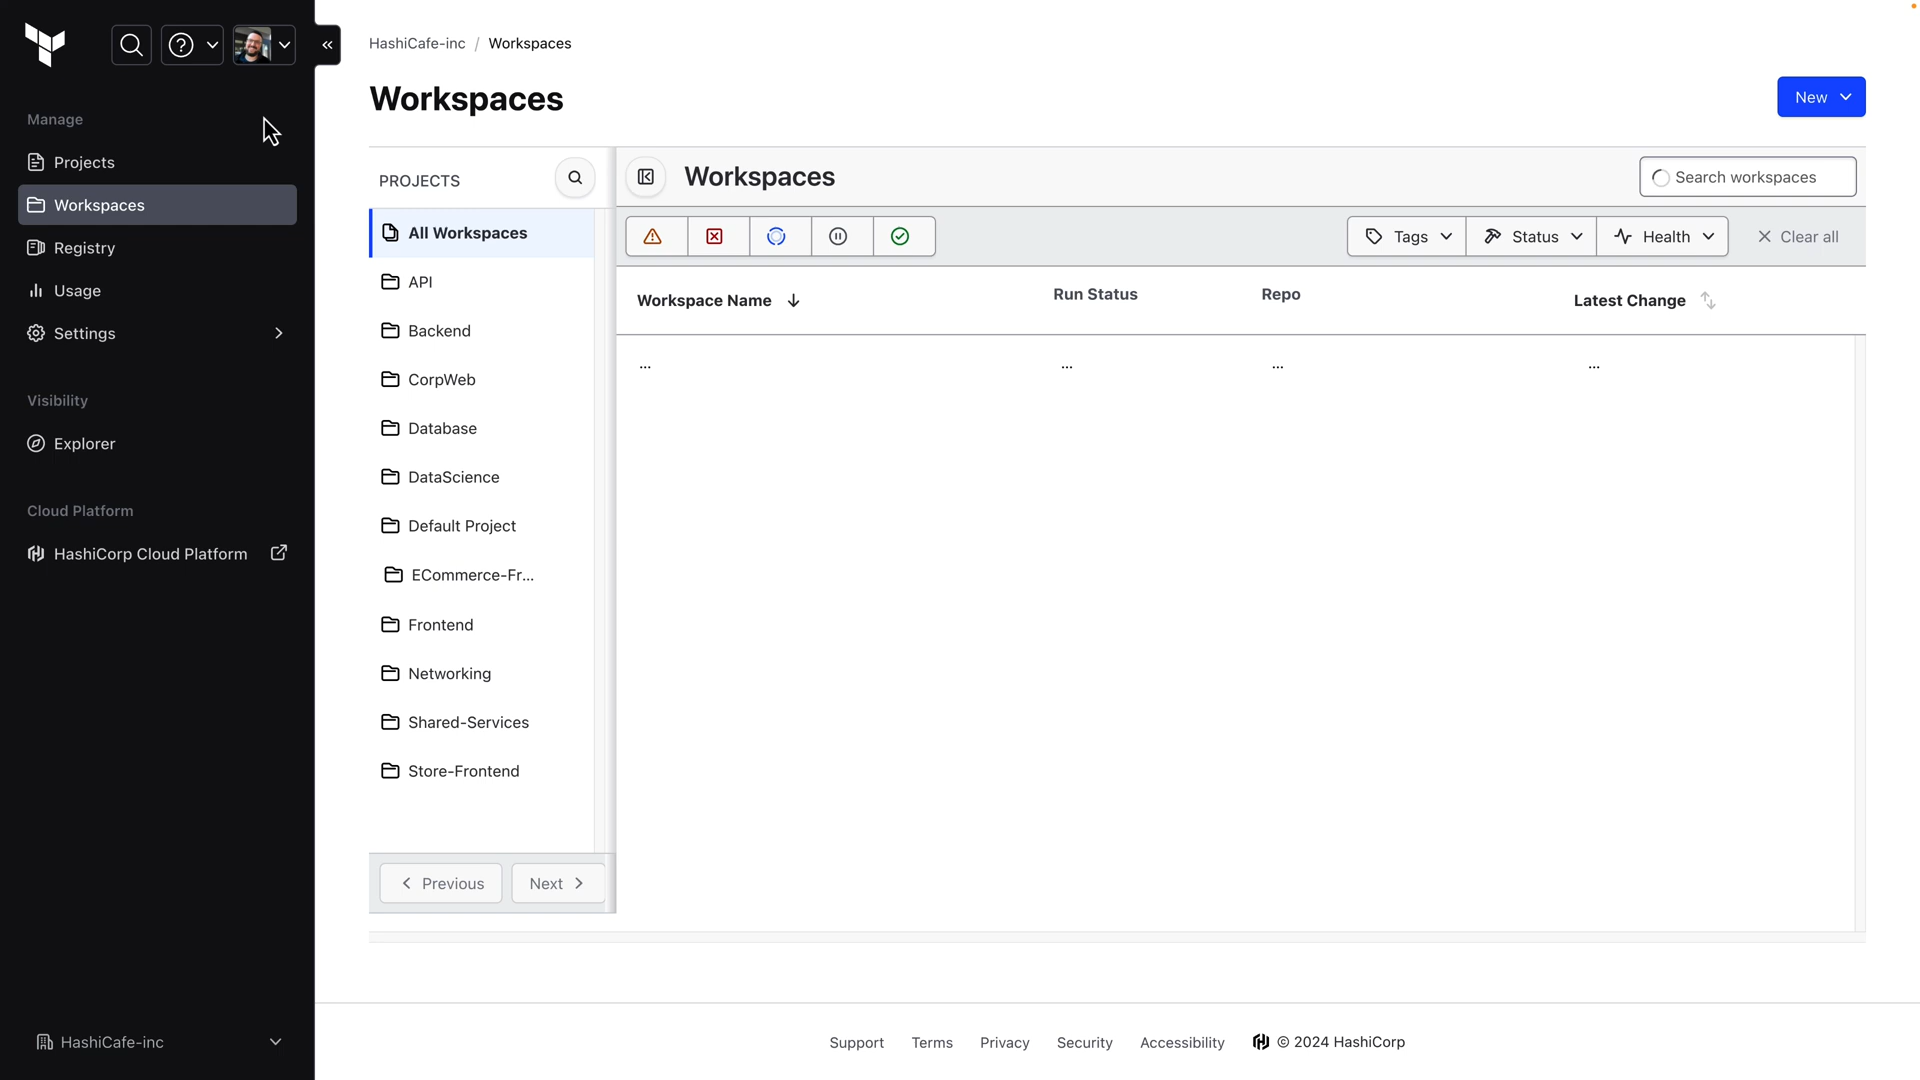 HashiCafe-inc / Workspaces
Workspaces
New
Manage
Projects
Workspaces
Registry
Usage
Settings
Visibility
Explorer
Cloud Platform
HashiCorp Cloud Platform
HashiCafe-inc
PROJECTS
All Workspaces
API
Backend
CorpWeb
Database
DataScience
Default Project
ECommerce-Fr...
Frontend
Networking
Shared-Services
Store-Frontend
Previous Next
Workspaces
Search workspaces
Tags Status Health Clear all
Workspace Name Run Status Repo Latest Change
... ... ... ...
Support Terms Privacy Security Accessibility © 2024 HashiCorp